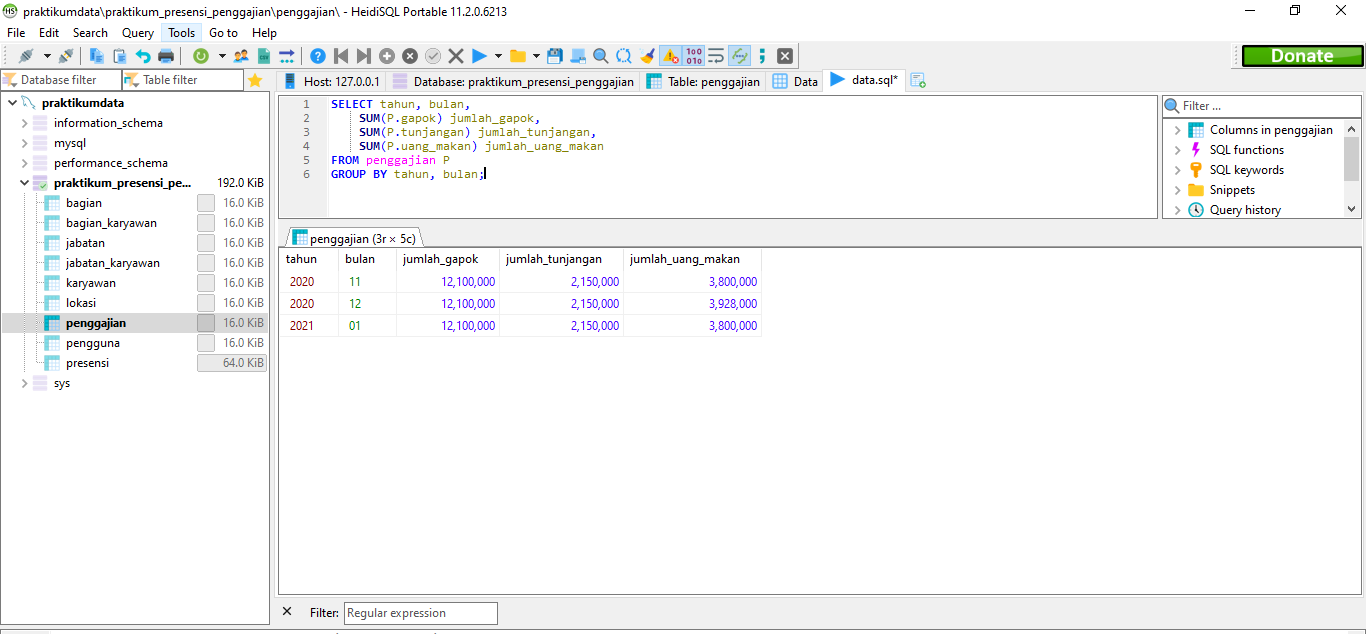 praktikumdata\praktikum_presensi_penggajian\penggajian\ - HeidiSQL Portable 11.2.0.6213
File Edit Search Query Tools Go to Help
Donate
Database filter Table filter
Host: 127.0.0.1 Database: praktikum_presensi_penggajian Table: penggajian Data data.sql*
praktikumdata
information_schema
mysql
performance_schema
praktikum_presensi_pe... 192.0 KiB
bagian 16.0 KiB
bagian_karyawan 16.0 KiB
jabatan 16.0 KiB
jabatan_karyawan 16.0 KiB
karyawan 16.0 KiB
lokasi 16.0 KiB
penggajian 16.0 KiB
pengguna 16.0 KiB
presensi 64.0 KiB
sys
1 SELECT tahun, bulan,
2 SUM(P.gapok) jumlah_gapok,
3 SUM(P.tunjangan) jumlah_tunjangan,
4 SUM(P.uang_makan) jumlah_uang_makan
5 FROM penggajian P
6 GROUP BY tahun, bulan;
Filter ...
Columns in penggajian
SQL functions
SQL keywords
Snippets
Query history
penggajian (3r × 5c)
tahun bulan jumlah_gapok jumlah_tunjangan jumlah_uang_makan
2020 11 12,100,000 2,150,000 3,800,000
2020 12 12,100,000 2,150,000 3,928,000
2021 01 12,100,000 2,150,000 3,800,000
Filter: Regular expression